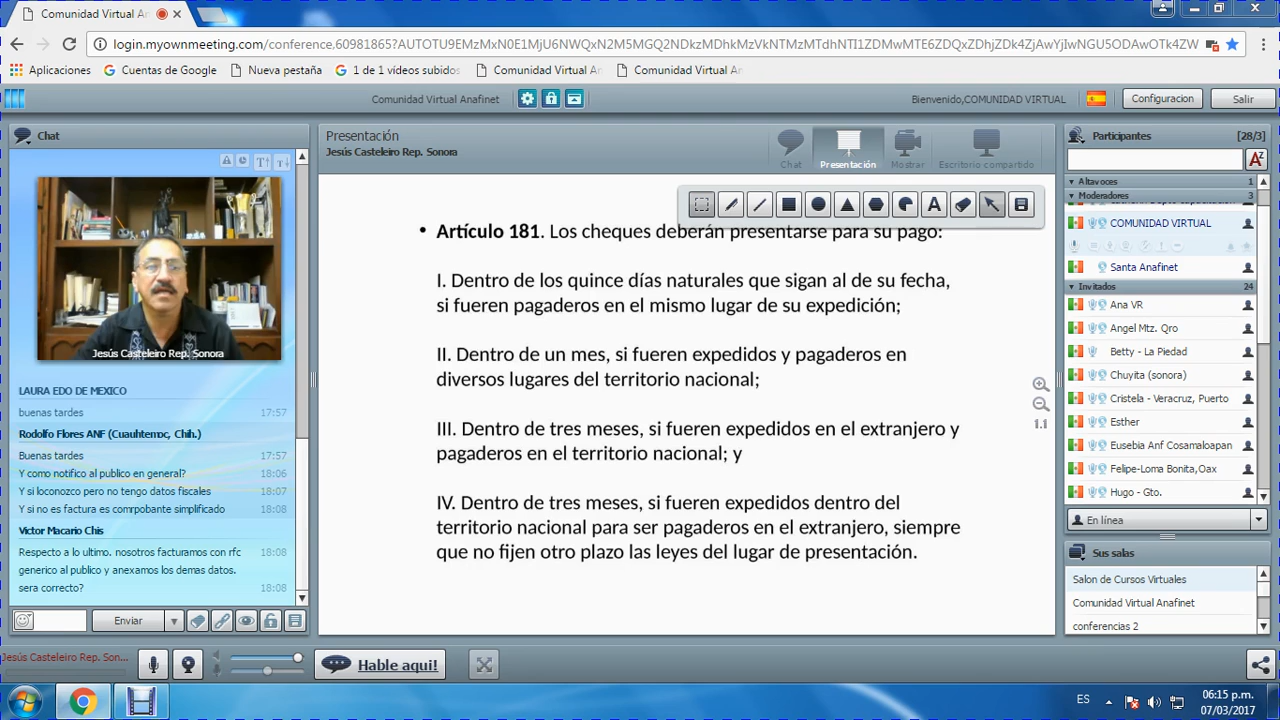 Comunidad Virtual Anaf
login.myownmeeting.com/conference.60981865?
Aplicaciones
Cuentas de Google
Nueva pestaña
1 de 1 vídeos subidos
Comunidad Virtual An
Comunidad Virtual An
Comunidad Virtual Anafinet
Bienvenido,COMUNIDAD VIRTUAL
Configuracion
Salir
Chat
Jesús Casteleiro Rep. Sonora
LAURA EDO DE MEXICO
buenas tardes 17:57
Rodolfo Flores ANF (Cuauhtemoc, Chih.)
Buenas tardes 17:57
Y como notifico al publico en general? 18:06
Y si loconozco pero no tengo datos fiscales 18:07
Y si no es factura es comrpobante simplificado 18:08
Victor Macario Chis
Respecto a lo ultimo. nosotros facturamos con rfc 18:08
generico al publico y anexamos los demas datos.
sera correcto? 18:08
Enviar
Presentación
Jesús Casteleiro Rep. Sonora
Chat
Presentación
Mostrar
Escritorio compartido
• Artículo 181. Los cheques deberán presentarse para su pago:
I. Dentro de los quince días naturales que sigan al de su fecha,
si fueren pagaderos en el mismo lugar de su expedición;
II. Dentro de un mes, si fueren expedidos y pagaderos en
diversos lugares del territorio nacional;
III. Dentro de tres meses, si fueren expedidos en el extranjero y
pagaderos en el territorio nacional; y
IV. Dentro de tres meses, si fueren expedidos dentro del
territorio nacional para ser pagaderos en el extranjero, siempre
que no fijen otro plazo las leyes del lugar de presentación.
1.1
Participantes [28/3]
Altavoces 1
Moderadores 3
COMUNIDAD VIRTUAL
Santa Anafinet
Invitados 24
Ana VR
Angel Mtz. Qro
Betty - La Piedad
Chuyita (sonora)
Cristela - Veracruz, Puerto
Esther
Eusebia Anf Cosamaloapan
Felipe-Loma Bonita,Oax
Hugo - Gto.
En línea
Sus salas
Salon de Cursos Virtuales
Comunidad Virtual Anafinet
conferencias 2
Jesús Casteleiro Rep. Son...
Hable aqui!
ES
06:15 p.m.
07/03/2017